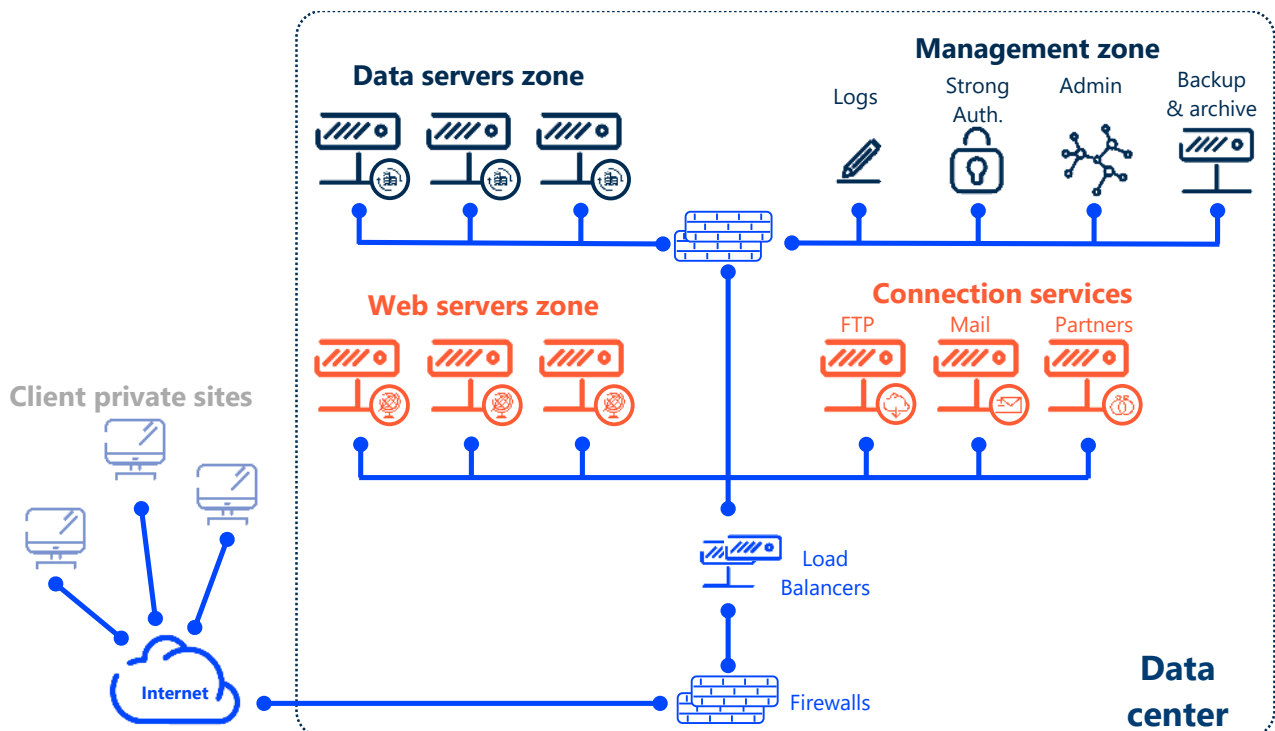 Data servers zone
Management zone
Logs
Strong
Auth.
Admin
Backup
& archive
Web servers zone
Connection services
FTP
Mail
Partners
Client private sites
Load
Balancers
Internet
Firewalls
Data
center